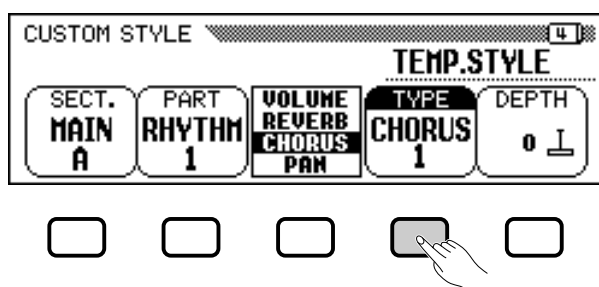 CUSTOM STYLE 4
TEMP.STYLE
SECT. PART VOLUME TYPE DEPTH
MAIN RHYTHM REVERB CHORUS 0
A 1 CHORUS 1
PAN